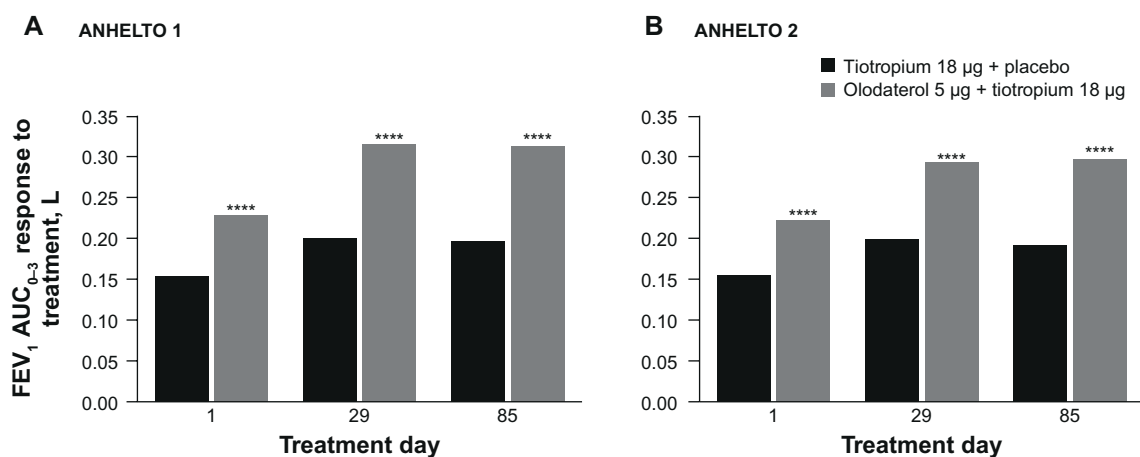 A ANHELTO 1
FEV₁ AUC₀₋₃ response to
treatment, L
0.35
0.30
0.25
0.20
0.15
0.10
0.05
0.00
****
****
****
1 29 85
Treatment day
B ANHELTO 2
Tiotropium 18 µg + placebo
Olodaterol 5 µg + tiotropium 18 µg
0.35
0.30
0.25
0.20
0.15
0.10
0.05
0.00
****
****
****
1 29 85
Treatment day